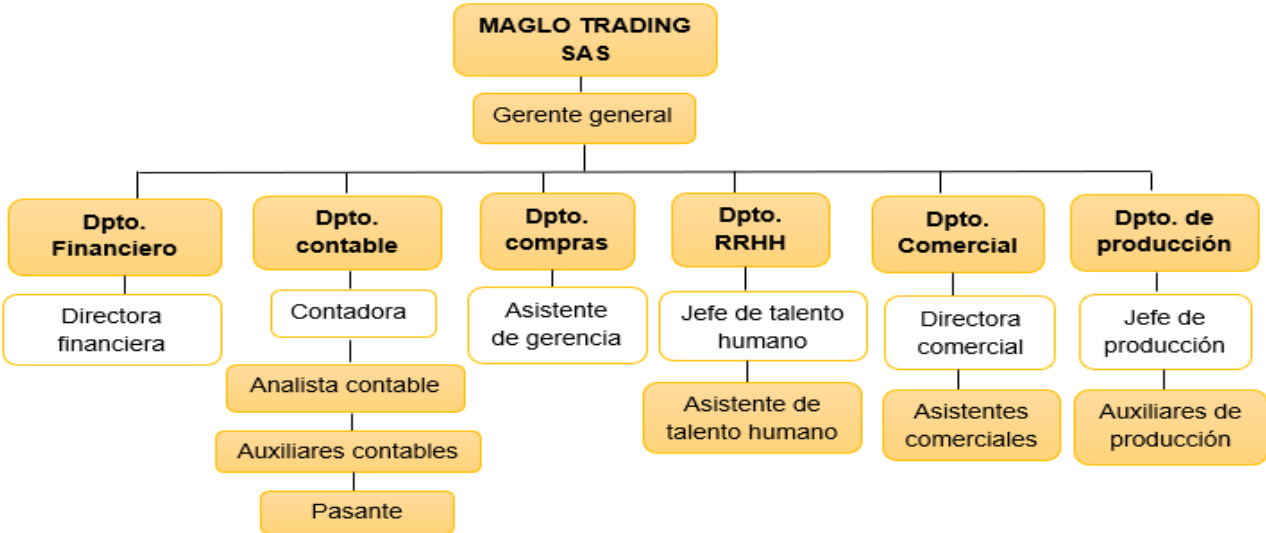 MAGLO TRADING
SAS
Gerente general
Dpto.
Financiero
Directora
financiera
Dpto.
contable
Contadora
Analista contable
Auxiliares contables
Pasante
Dpto.
compras
Asistente
de gerencia
Dpto.
RRHH
Jefe de talento
humano
Asistente de
talento humano
Dpto.
Comercial
Directora
comercial
Asistentes
comerciales
Dpto. de
producción
Jefe de
producción
Auxiliares de
producción